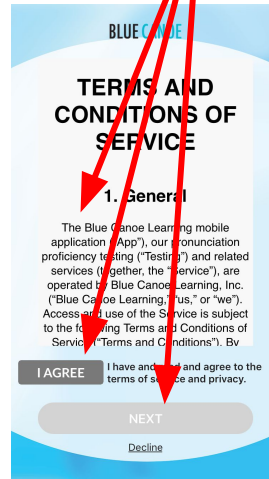 BLUE CANOE
TERMS AND
CONDITIONS OF
SERVICE
1. General
The Blue Canoe Learning mobile
application ("App"), our pronunciation
proficiency testing ("Testing") and related
services (together, the "Service"), are
operated by Blue Canoe Learning, Inc.
("Blue Canoe Learning," "us," or "we").
Access and use of the Service is subject
to the following Terms and Conditions of
Service ("Terms and Conditions"). By
I AGREE
I have and read and agree to the
terms of service and privacy.
NEXT
Decline